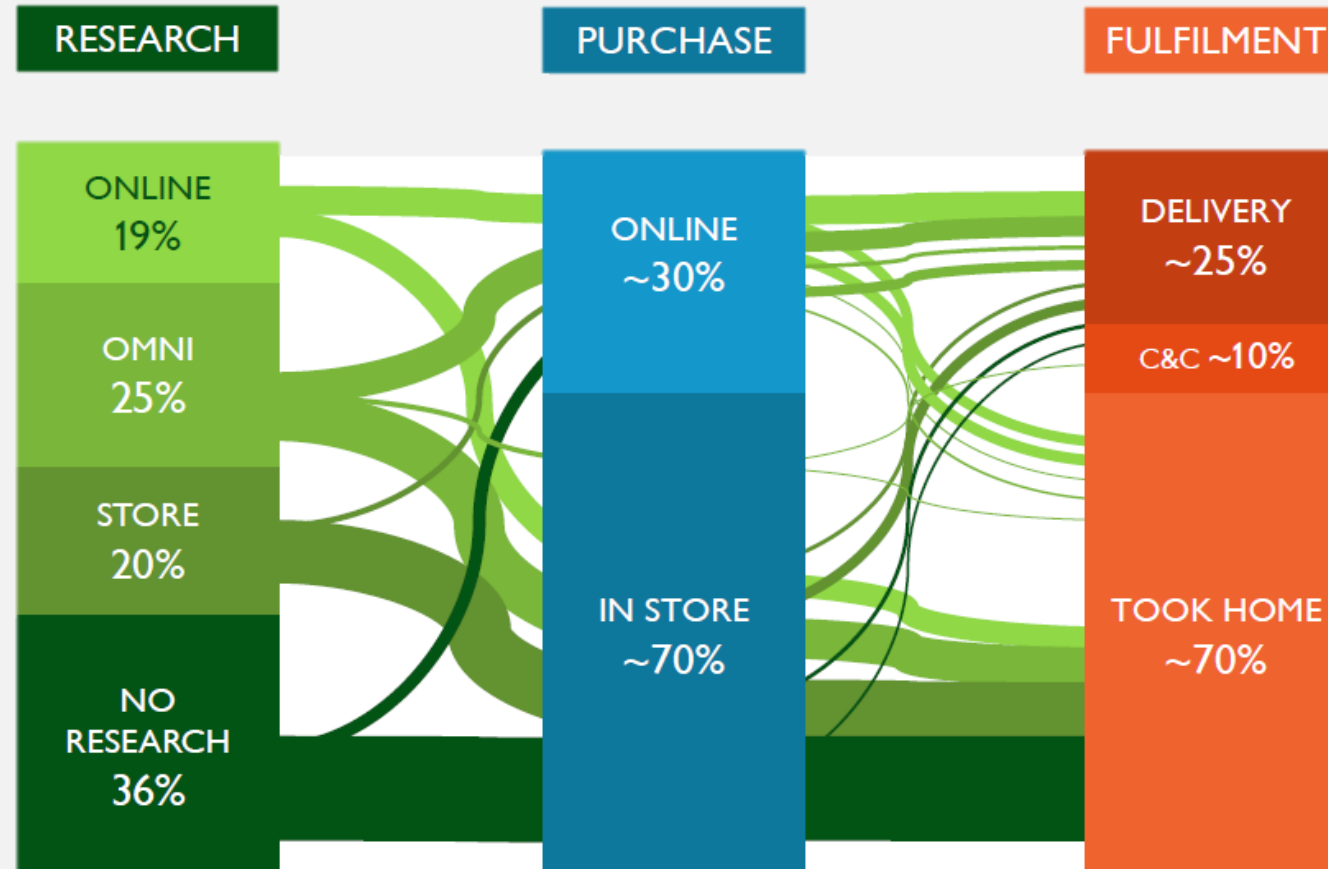 RESEARCH
PURCHASE
FULFILMENT
ONLINE
19%
OMNI
25%
STORE
20%
NO
RESEARCH
36%
ONLINE
~30%
IN STORE
~70%
DELIVERY
~25%
C&C ~10%
TOOK HOME
~70%